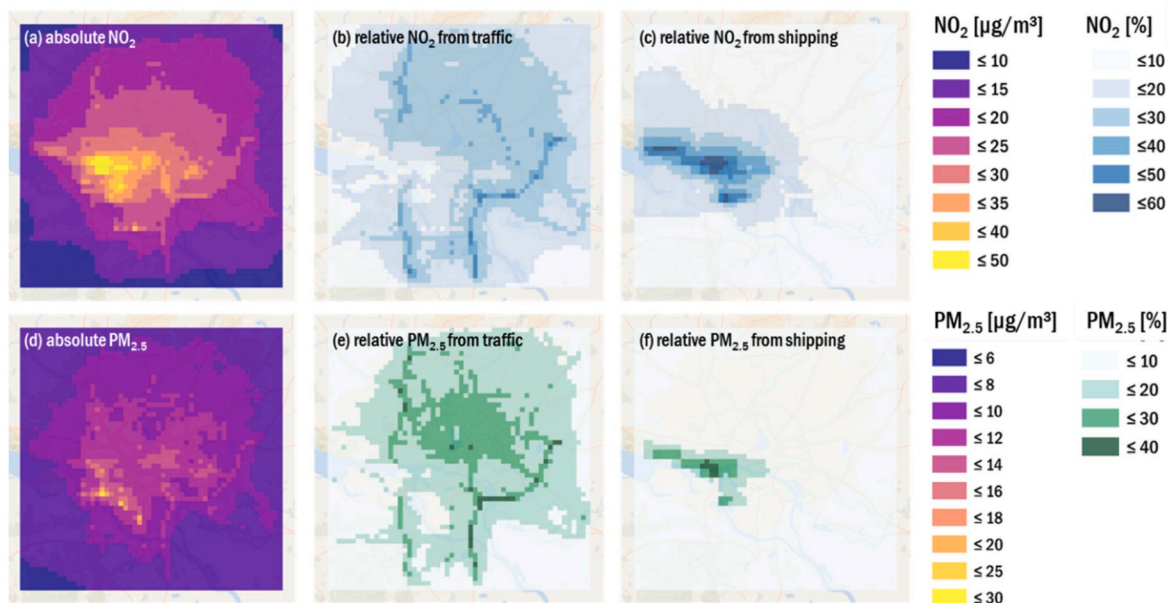 (a) absolute NO₂
(b) relative NO₂ from traffic
(c) relative NO₂ from shipping
NO₂ [µg/m³]
≤ 10
≤ 15
≤ 20
≤ 25
≤ 30
≤ 35
≤ 40
≤ 50
NO₂ [%]
≤10
≤20
≤30
≤40
≤50
≤60
(d) absolute PM₂.₅
(e) relative PM₂.₅ from traffic
(f) relative PM₂.₅ from shipping
PM₂.₅ [µg/m³]
≤ 6
≤ 8
≤ 10
≤ 12
≤ 14
≤ 16
≤ 18
≤ 20
≤ 25
≤ 30
PM₂.₅ [%]
≤ 10
≤ 20
≤ 30
≤ 40